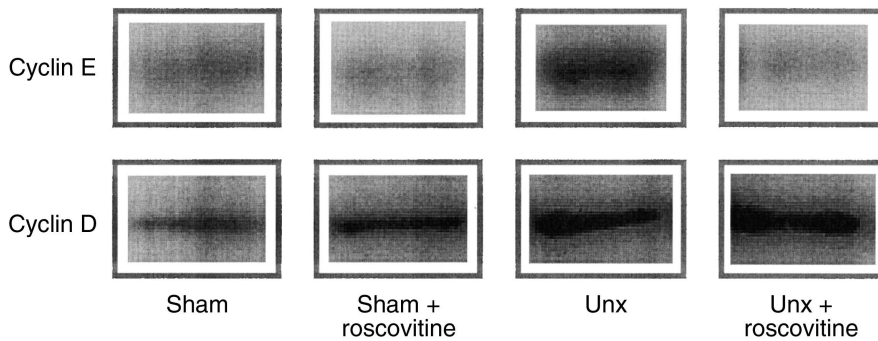 Cyclin E
Cyclin D
Sham
Sham +
roscovitine
Unx
Unx +
roscovitine